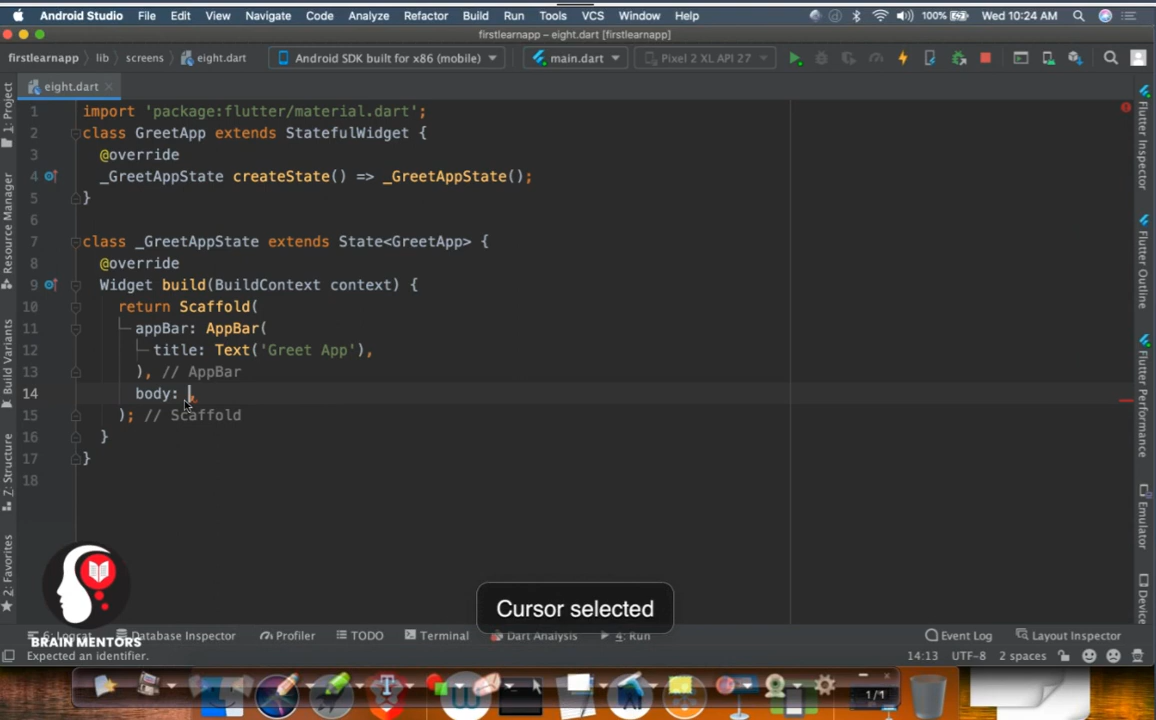 Android Studio File Edit View Navigate Code Analyze Refactor Build Run Tools VCS Window Help 100% Wed 10:24 AM
firstlearnapp – eight.dart [firstlearnapp]
firstlearnapp lib screens eight.dart Android SDK built for x86 (mobile) main.dart Pixel 2 XL API 27
eight.dart
1 import 'package:flutter/material.dart';
2 class GreetApp extends StatefulWidget {
3 @override
4 _GreetAppState createState() => _GreetAppState();
5 }
6
7 class _GreetAppState extends State<GreetApp> {
8 @override
9 Widget build(BuildContext context) {
10 return Scaffold(
11 appBar: AppBar(
12 title: Text('Greet App'),
13 ), // AppBar
14 body: ,
15 ); // Scaffold
16 }
17 }
18
1: Project
Resource Manager
Build Variants
7: Structure
2: Favorites
Flutter Inspector
Flutter Outline
Flutter Performance
Emulator
Device
Cursor selected
BRAIN MENTORS
6: Logcat Database Inspector Profiler TODO Terminal Dart Analysis 4: Run Event Log Layout Inspector
Expected an identifier. 14:13 UTF-8 2 spaces
1/1